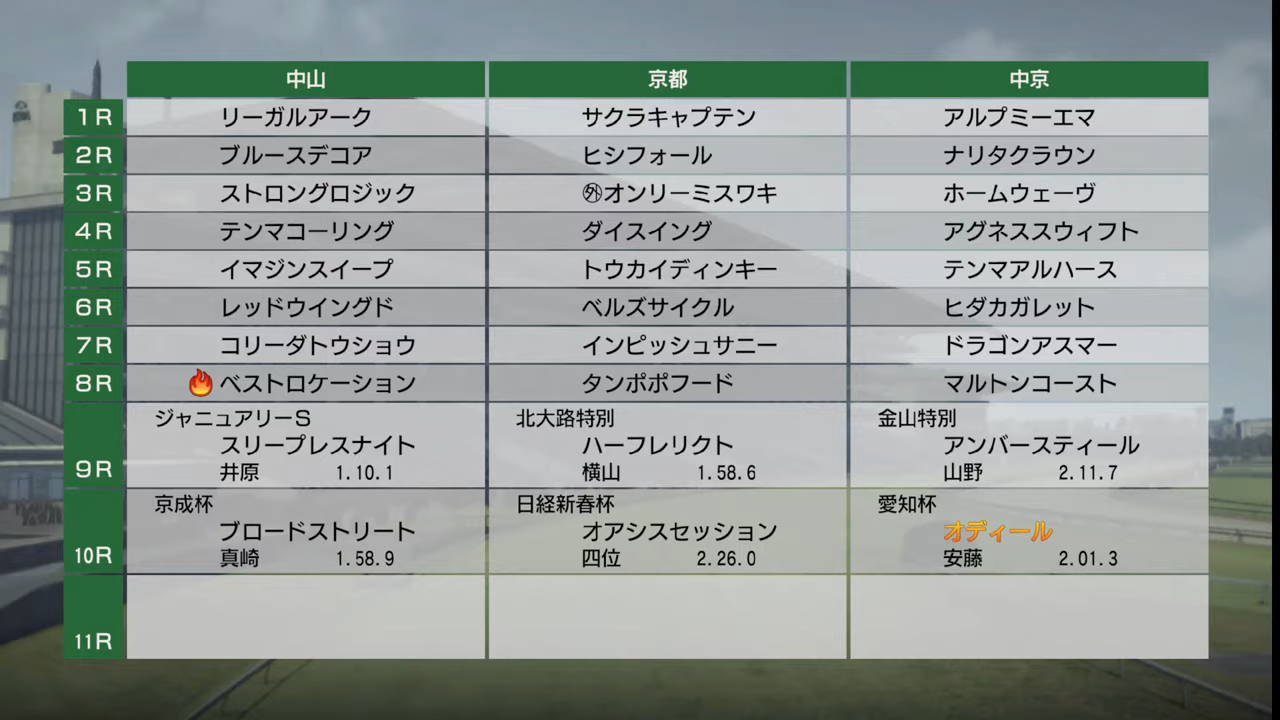 中山 京都 中京
1R リーガルアーク サクラキャプテン アルプミーエマ
2R ブルースデコア ヒシフォール ナリタクラウン
3R ストロングロジック ㊕オンリーミスワキ ホームウェーヴ
4R テンマコーリング ダイスイング アグネススウィフト
5R イマジンスイープ トウカイディンキー テンマアルハース
6R レッドウイングド ベルズサイクル ヒダカガレット
7R コリーダトウショウ インピッシュサニー ドラゴンアスマー
8R ベストロケーション タンポポフード マルトンコースト
ジャニュアリーS 北大路特別 金山特別
スリープレスナイト ハーフレリクト アンバースティール
9R 井原 1.10.1 横山 1.58.6 山野 2.11.7
京成杯 日経新春杯 愛知杯
ブロードストリート オアシスセッション オディール
10R 真崎 1.58.9 四位 2.26.0 安藤 2.01.3
11R